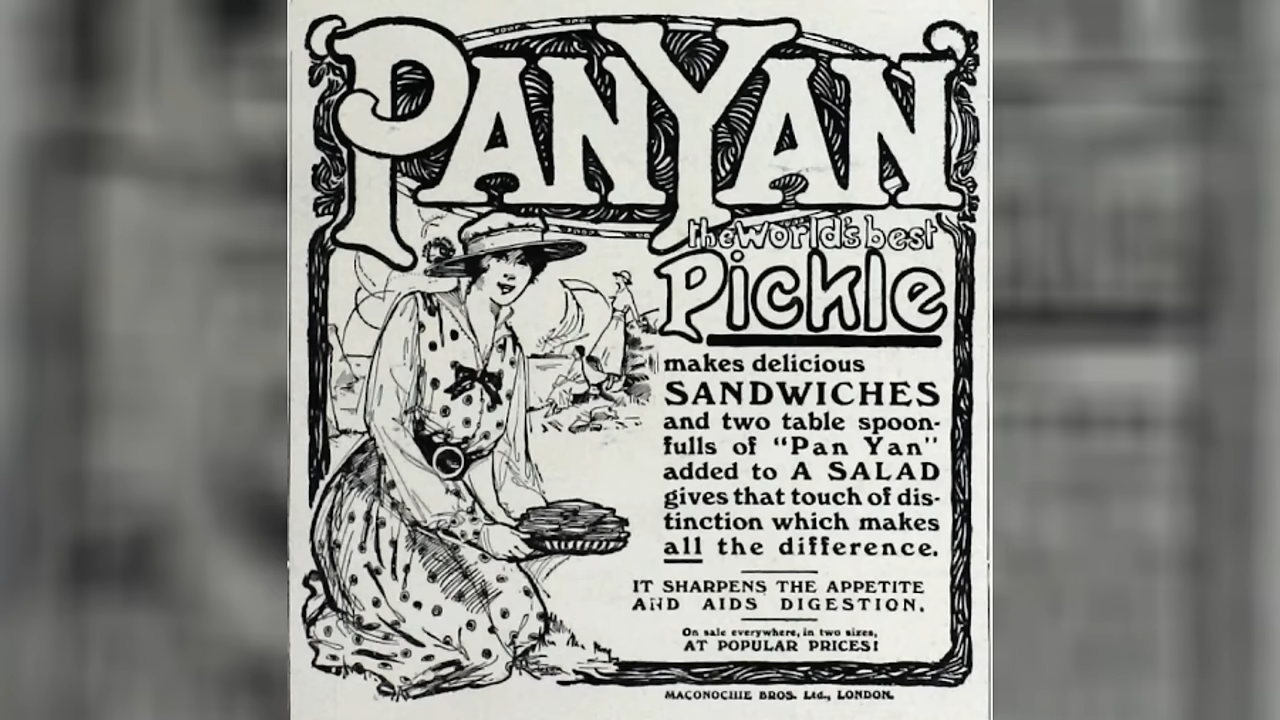 PANYAN
the world's best
Pickle
makes delicious
SANDWICHES
and two table spoon-
fulls of "Pan Yan"
added to A SALAD
gives that touch of dis-
tinction which makes
all the difference.
IT SHARPENS THE APPETITE
AND AIDS DIGESTION.
On sale everywhere, in two sizes,
AT POPULAR PRICES!
MACONOCHIE BROS. Ltd., LONDON.